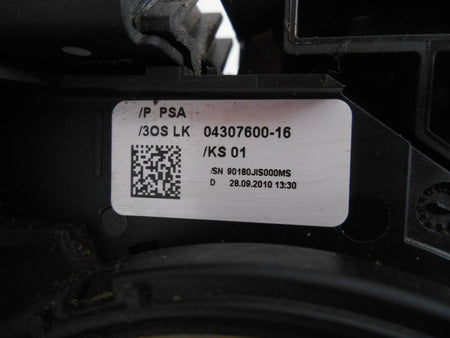 /P PSA
/3OS LK 04307600-16
/KS 01
/SN 90180JIS000MS
D 28.09.2010 13:30